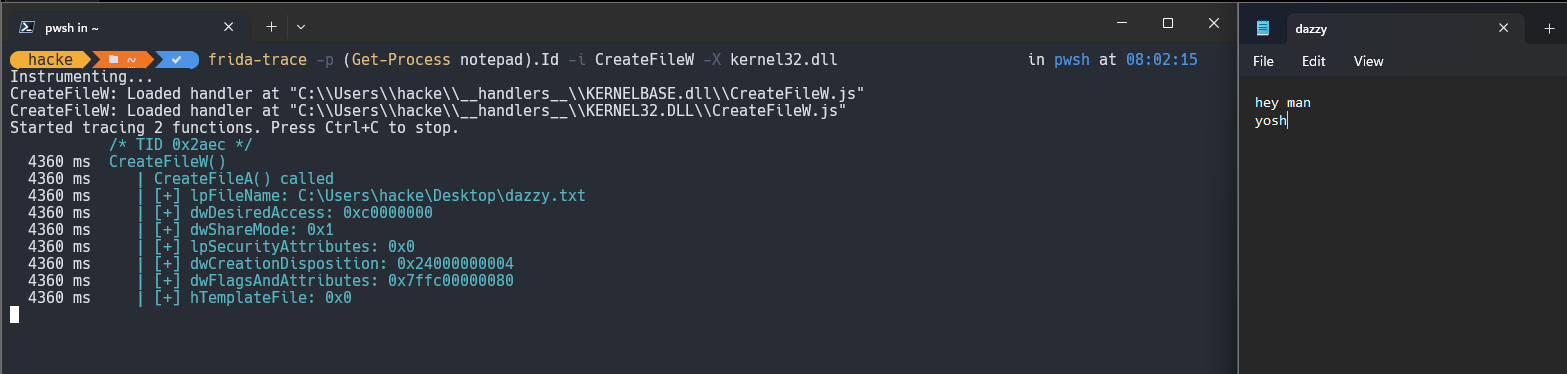 pwsh in ~
hacke ~ frida-trace -p (Get-Process notepad).Id -i CreateFileW -X kernel32.dll in pwsh at 08:02:15
Instrumenting...
CreateFileW: Loaded handler at "C:\\Users\\hacke\\__handlers__\\KERNELBASE.dll\\CreateFileW.js"
CreateFileW: Loaded handler at "C:\\Users\\hacke\\__handlers__\\KERNEL32.DLL\\CreateFileW.js"
Started tracing 2 functions. Press Ctrl+C to stop.
/* TID 0x2aec */
4360 ms CreateFileW()
4360 ms | CreateFileA() called
4360 ms | [+] lpFileName: C:\Users\hacke\Desktop\dazzy.txt
4360 ms | [+] dwDesiredAccess: 0xc0000000
4360 ms | [+] dwShareMode: 0x1
4360 ms | [+] lpSecurityAttributes: 0x0
4360 ms | [+] dwCreationDisposition: 0x24000000004
4360 ms | [+] dwFlagsAndAttributes: 0x7ffc00000080
4360 ms | [+] hTemplateFile: 0x0
dazzy
File Edit View
hey man
yosh